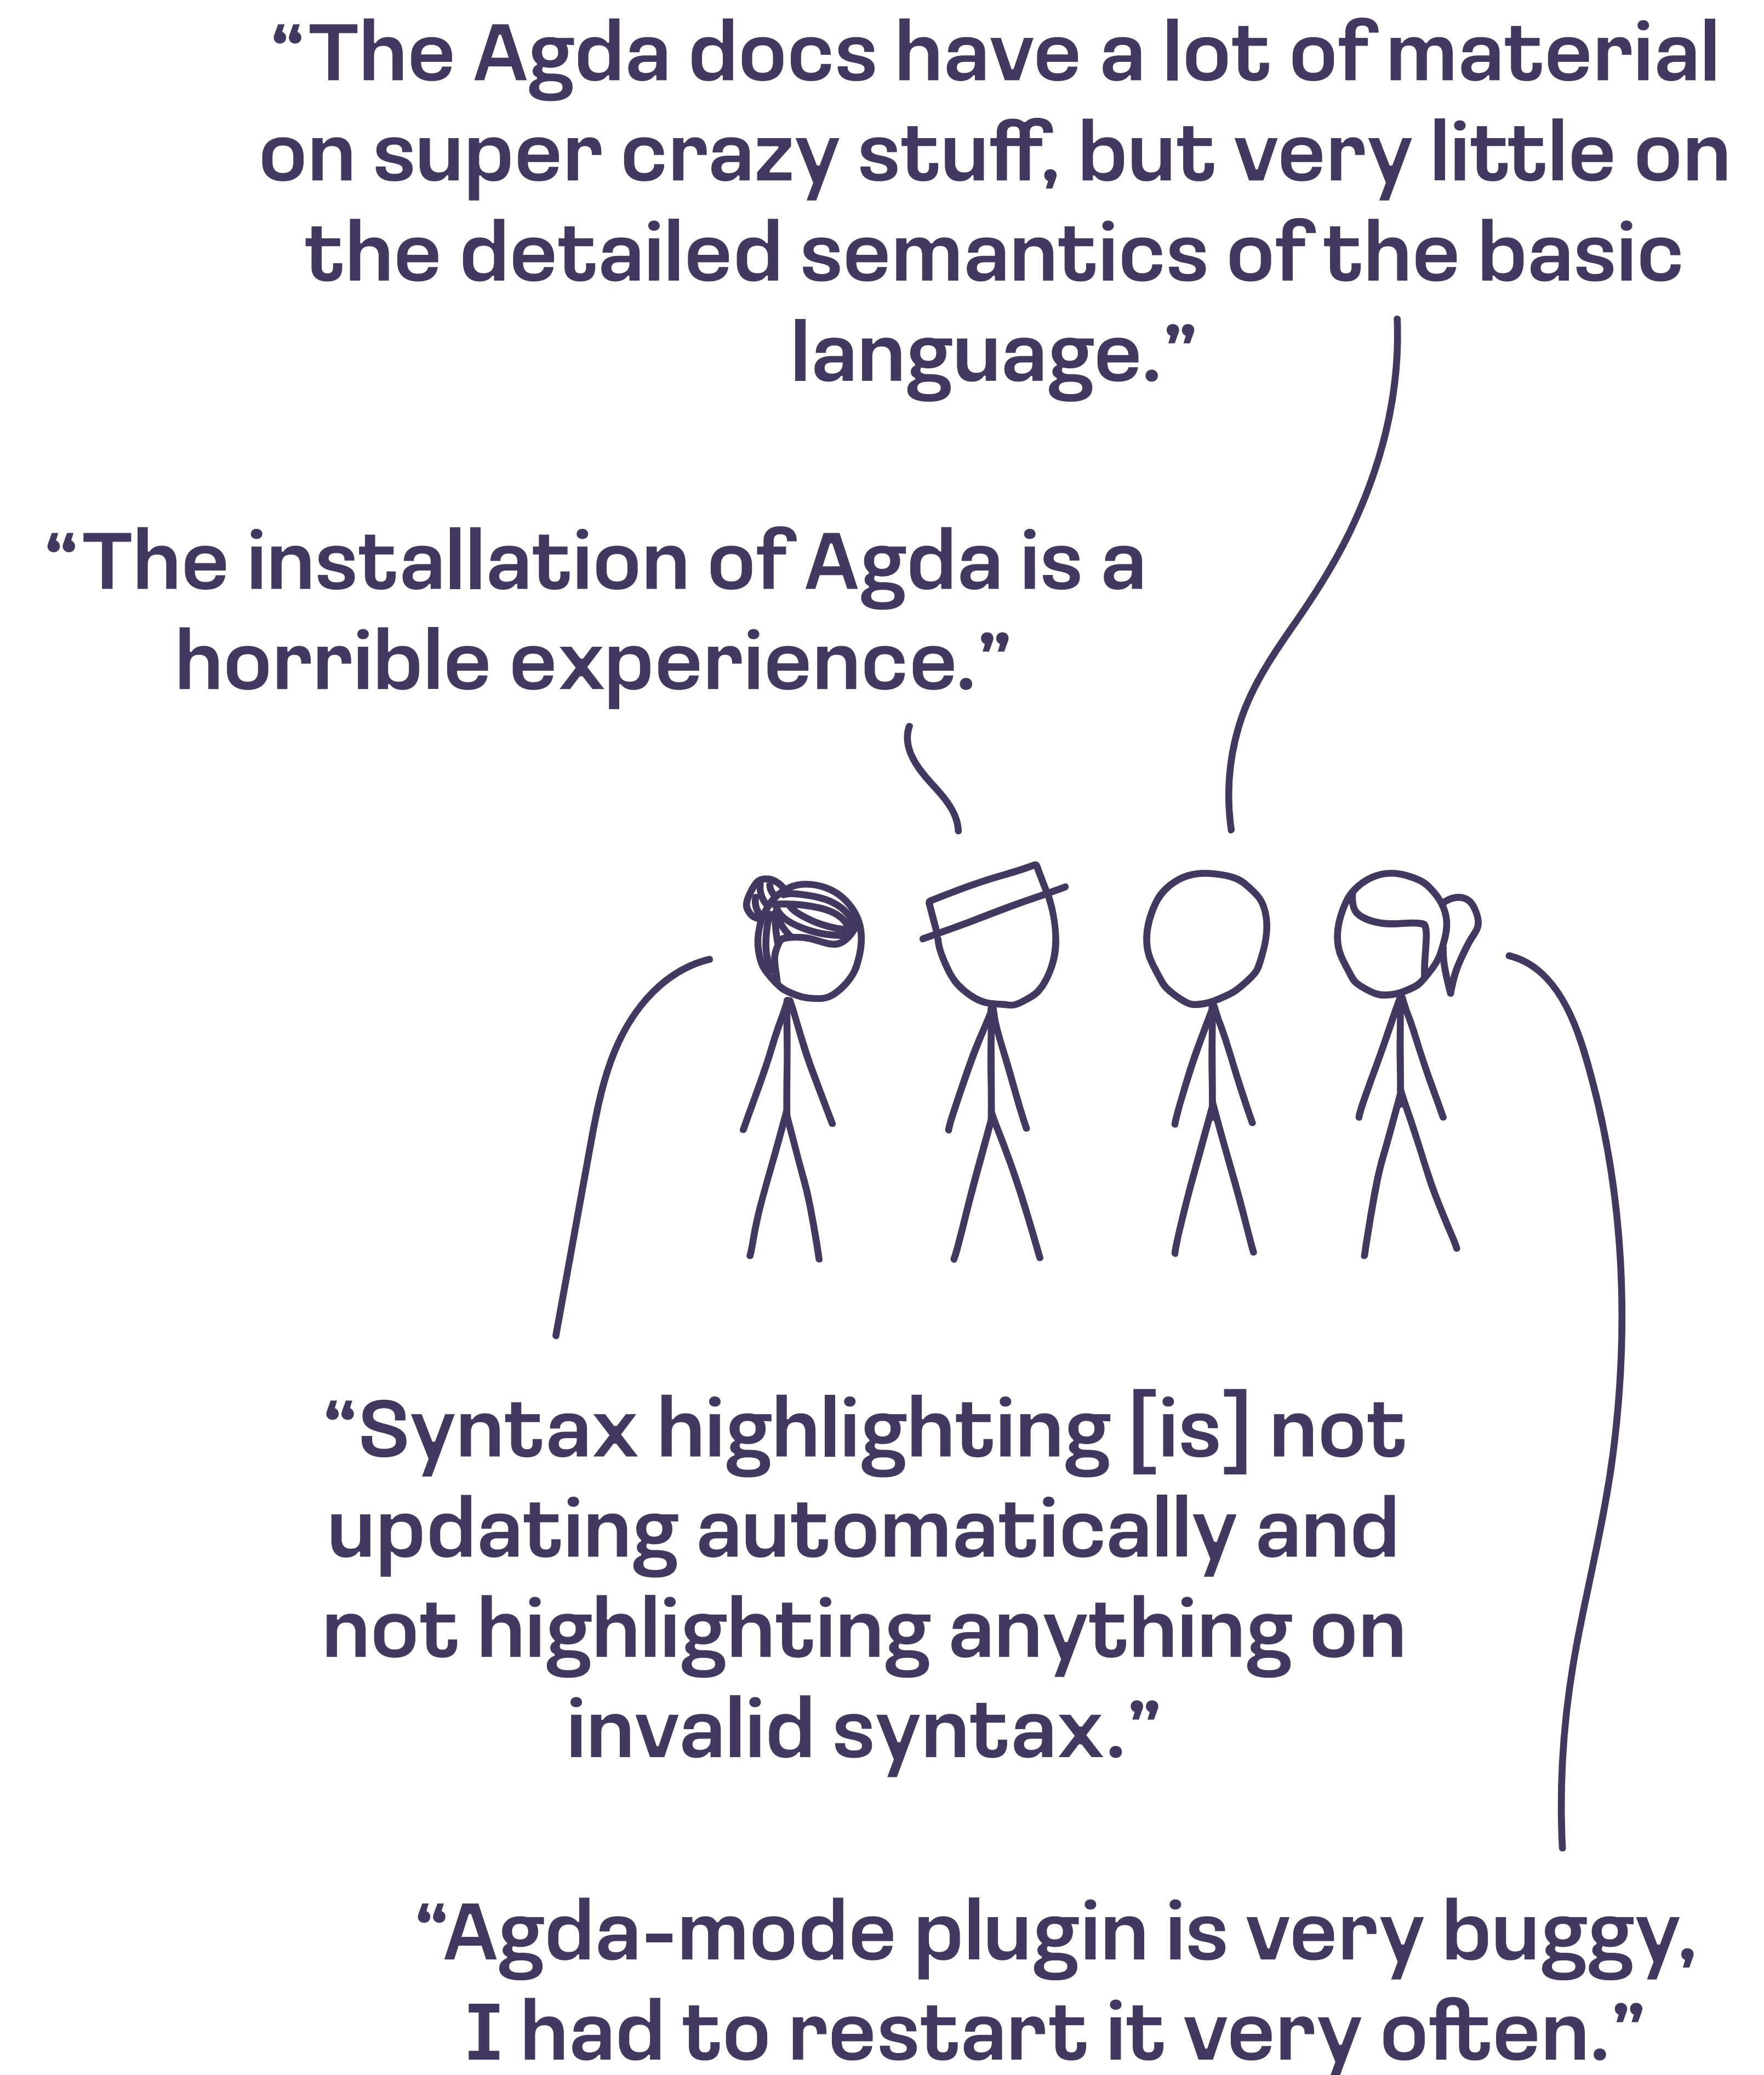 “The Agda docs have a lot of material
on super crazy stuff, but very little on
the detailed semantics of the basic
language.”
“The installation of Agda is a
horrible experience.”
“Syntax highlighting [is] not
updating automatically and
not highlighting anything on
invalid syntax.”
“Agda-mode plugin is very buggy,
I had to restart it very often.”